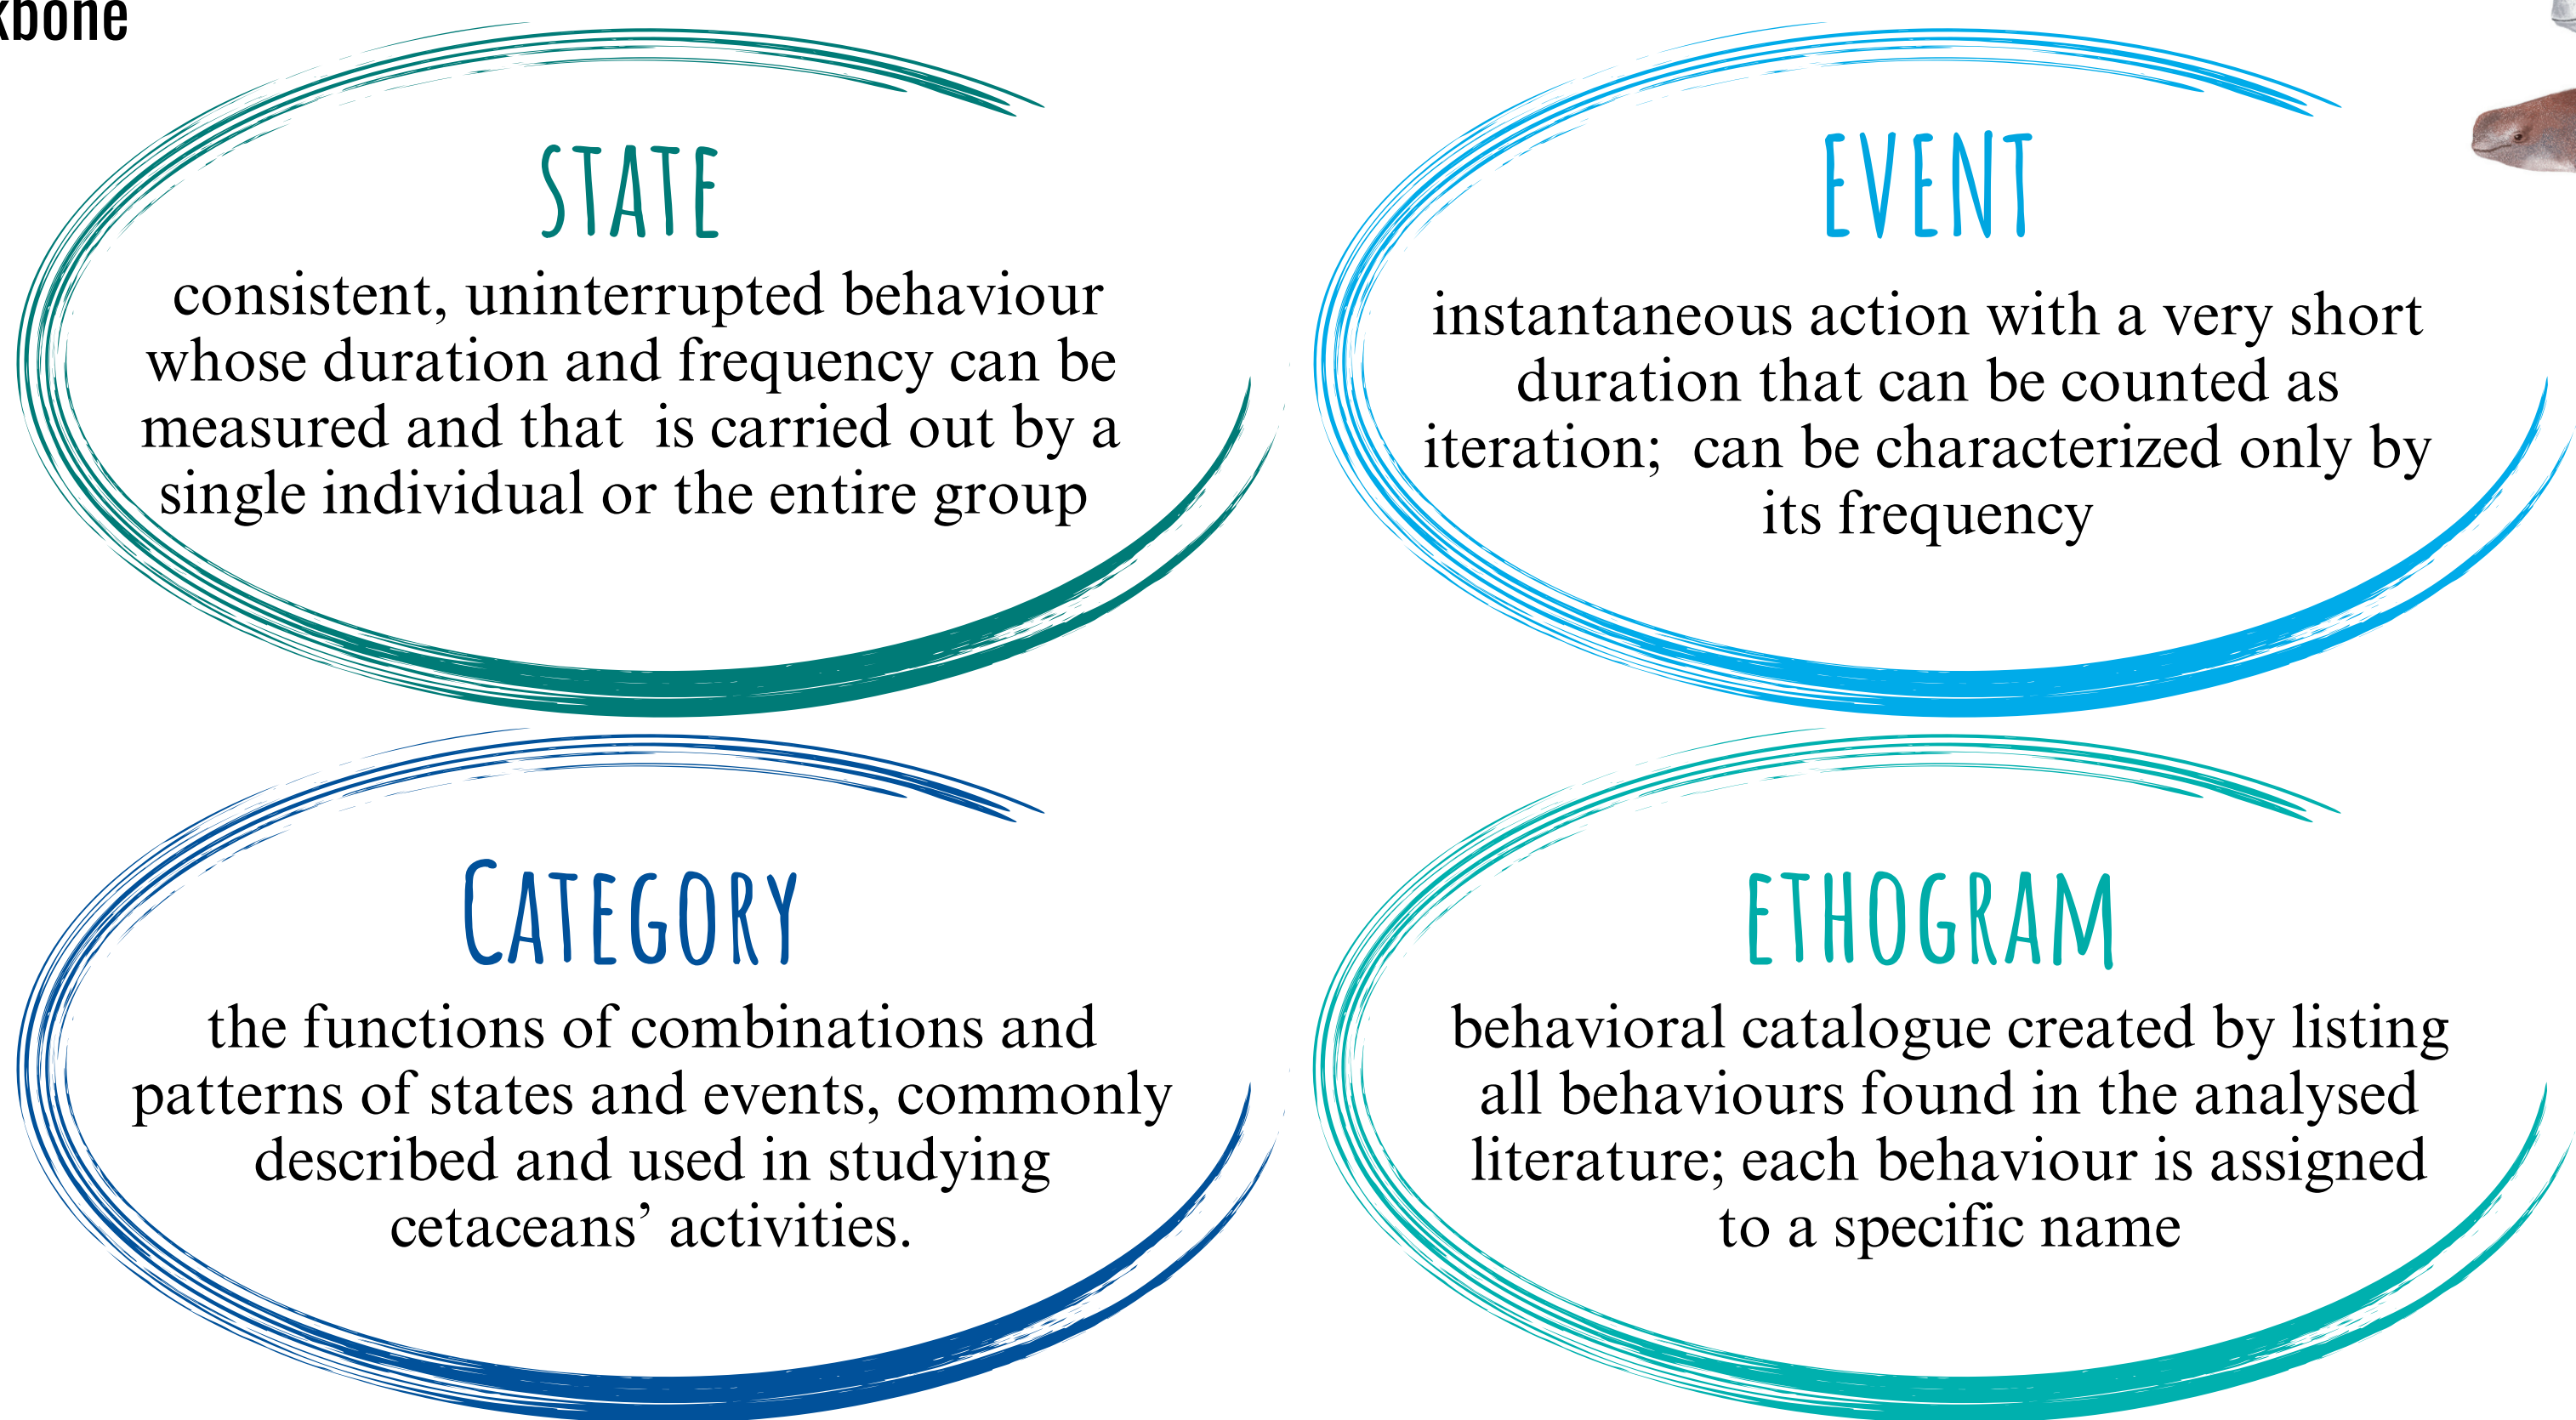 kbone
STATE
consistent, uninterrupted behaviour
whose duration and frequency can be
measured and that  is carried out by a
single individual or the entire group
EVENT
instantaneous action with a very short
duration that can be counted as
iteration;  can be characterized only by
its frequency
CATEGORY
the functions of combinations and
patterns of states and events, commonly
described and used in studying
cetaceans’ activities.
ETHOGRAM
behavioral catalogue created by listing
all behaviours found in the analysed
literature; each behaviour is assigned
to a specific name